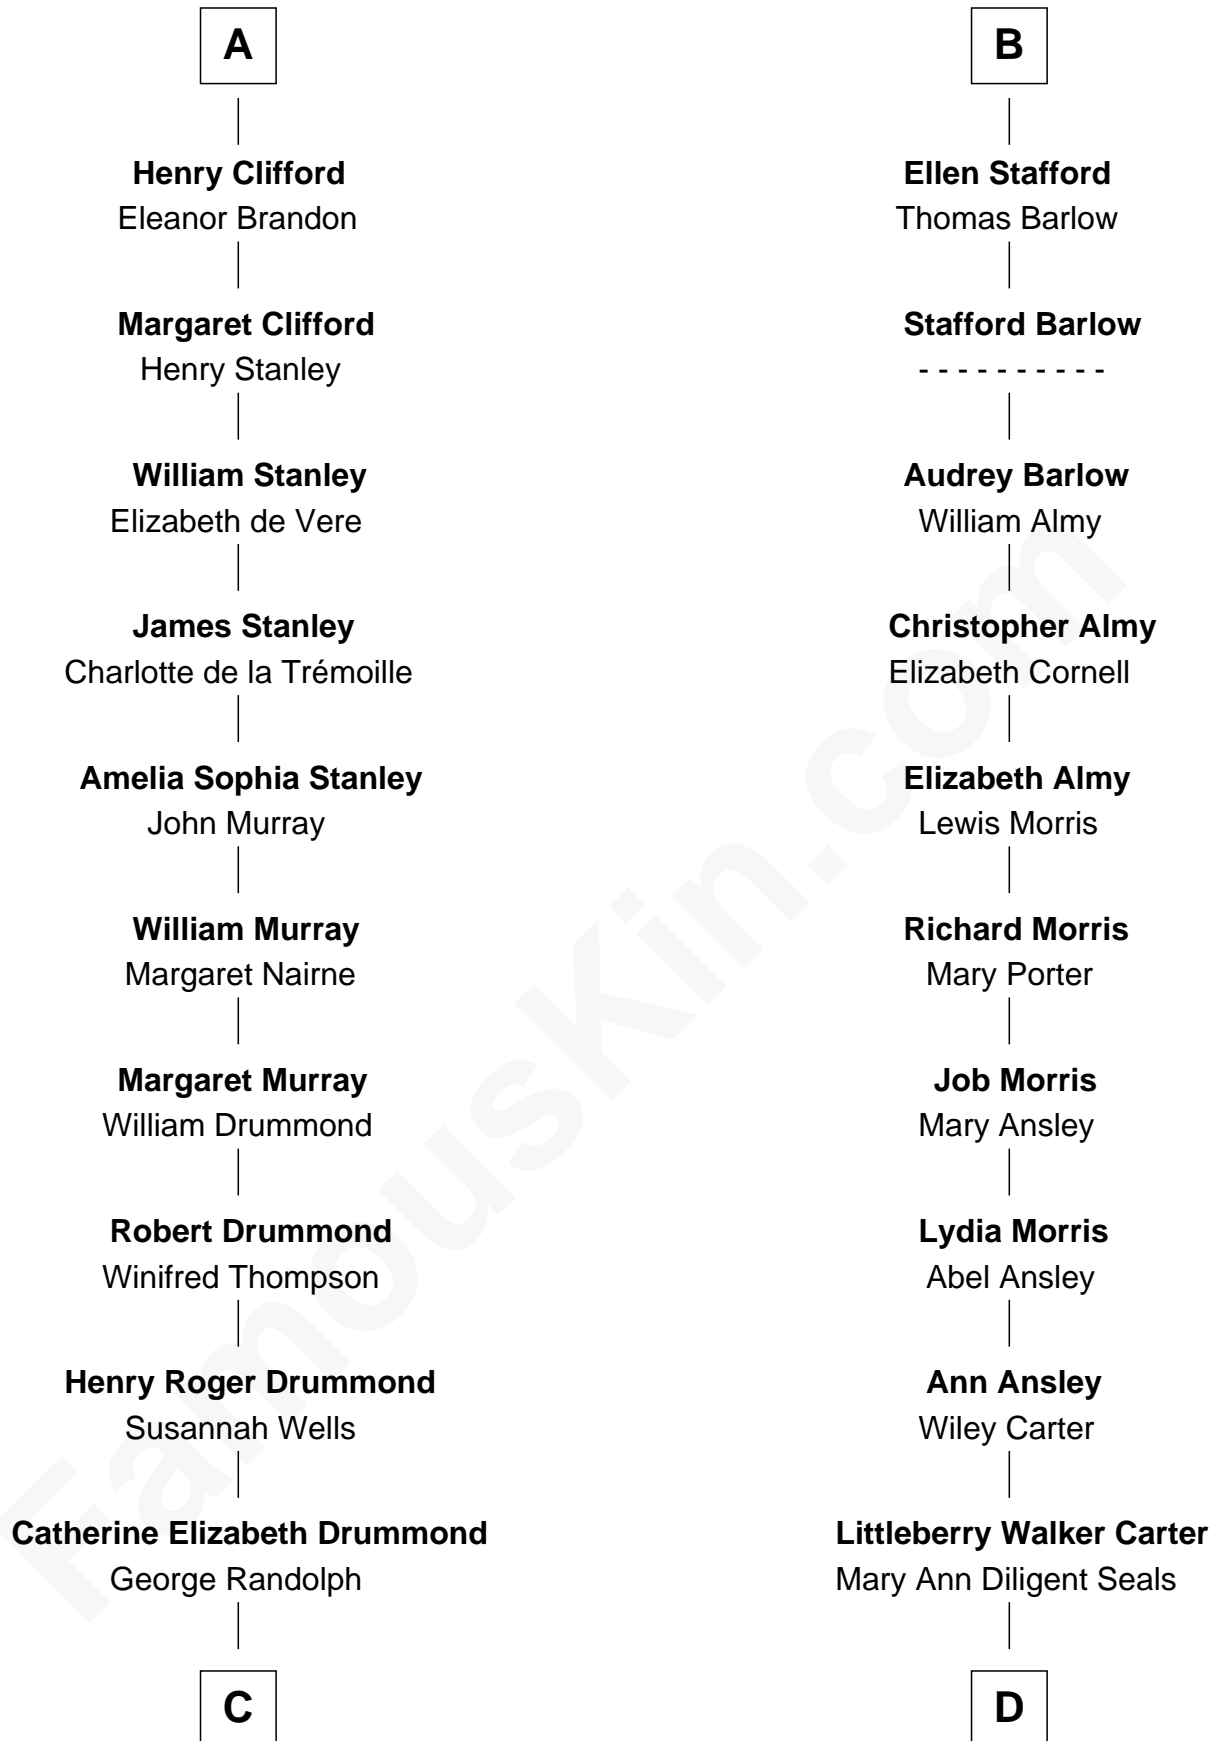 A
Henry Clifford
Eleanor Brandon
Margaret Clifford
Henry Stanley
William Stanley
Elizabeth de Vere
James Stanley
Charlotte de la Trémoille
Amelia Sophia Stanley
John Murray
William Murray
Margaret Nairne
Margaret Murray
William Drummond
Robert Drummond
Winifred Thompson
Henry Roger Drummond
Susannah Wells
Catherine Elizabeth Drummond
George Randolph
C
B
Ellen Stafford
Thomas Barlow
Stafford Barlow
- - - - - - - - - -
Audrey Barlow
William Almy
Christopher Almy
Elizabeth Cornell
Elizabeth Almy
Lewis Morris
Richard Morris
Mary Porter
Job Morris
Mary Ansley
Lydia Morris
Abel Ansley
Ann Ansley
Wiley Carter
Littleberry Walker Carter
Mary Ann Diligent Seals
D
FamousKin.com